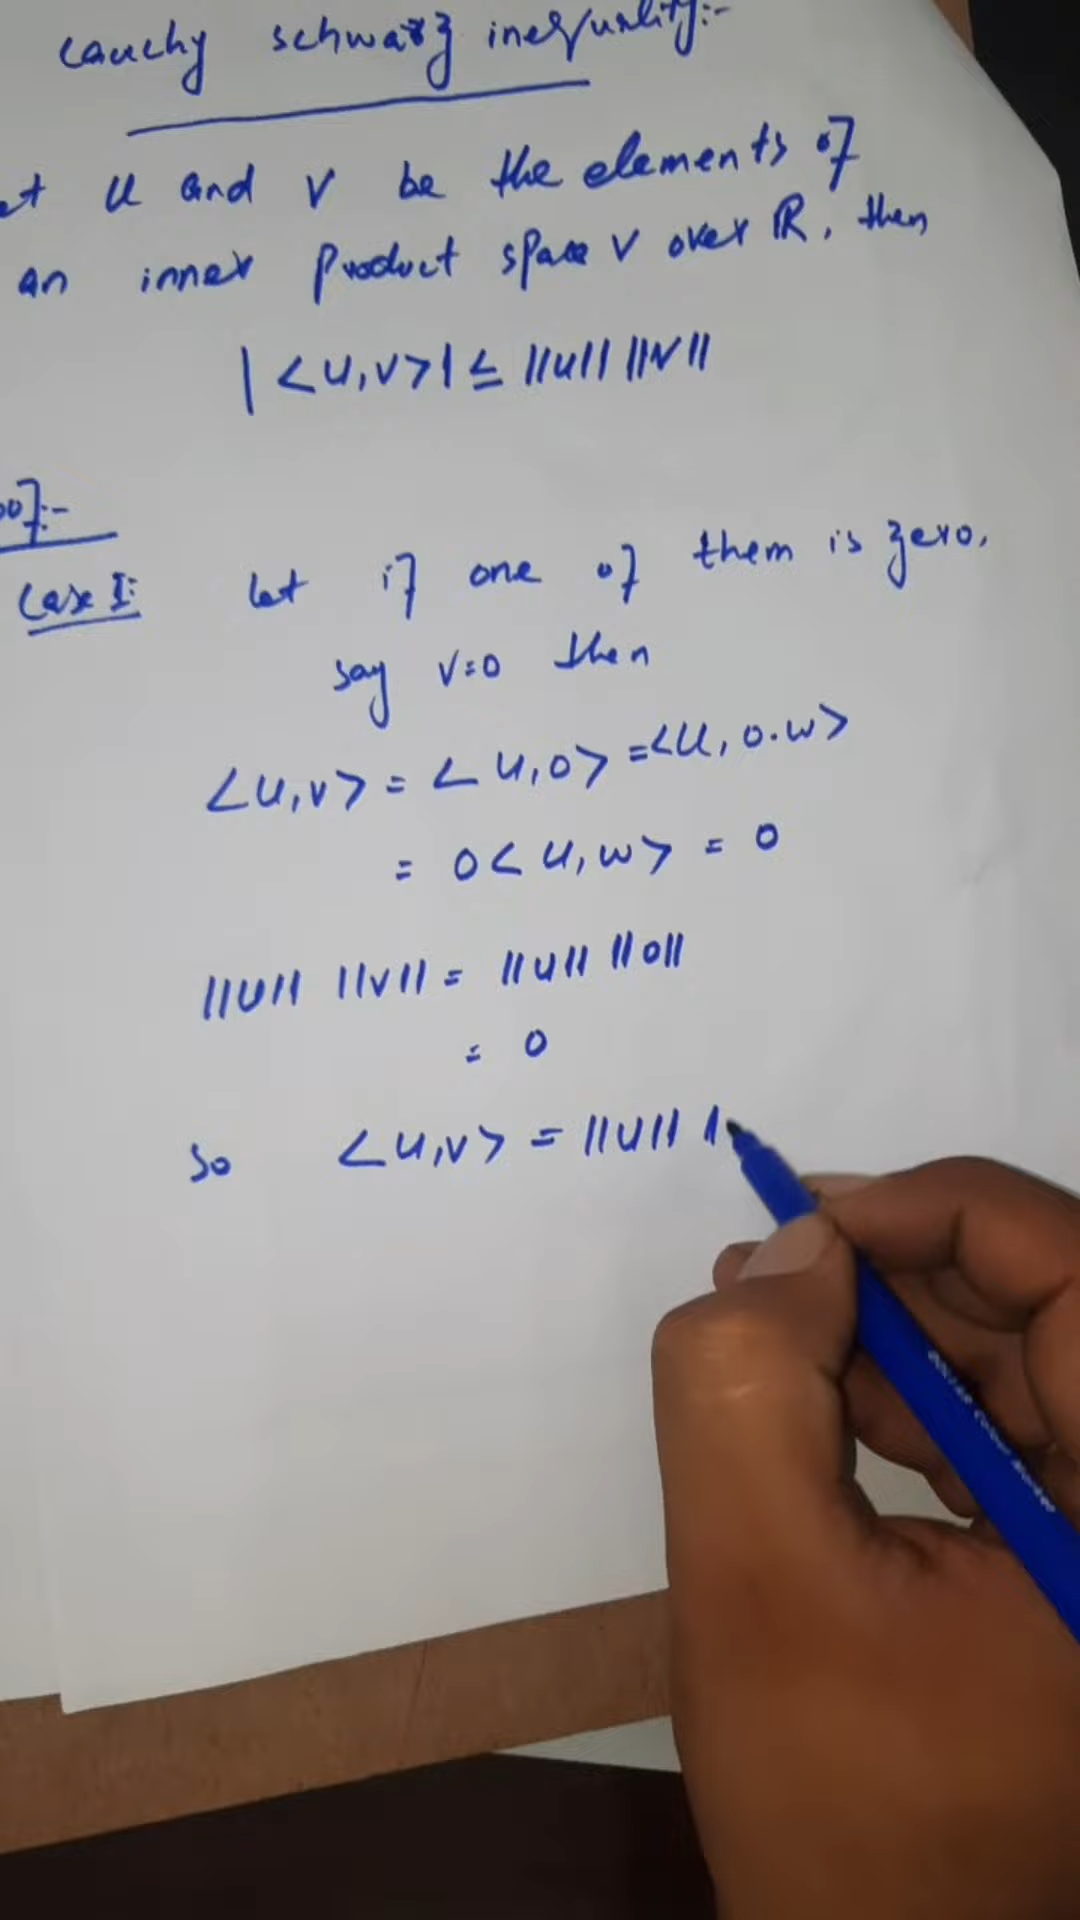 Cauchy schwarz inequality:-
et u and v be the elements of
an inner product space V over ℝ, then
|<u,v>| ≤ ||u|| ||v||
oof:-
Case I: let if one of them is zero.
say v=0 then
<u,v> = <u,0> = <u, 0.w>
= 0<u,w> = 0
||u|| ||v|| = ||u|| ||0||
= 0
So <u,v> = ||u|| |